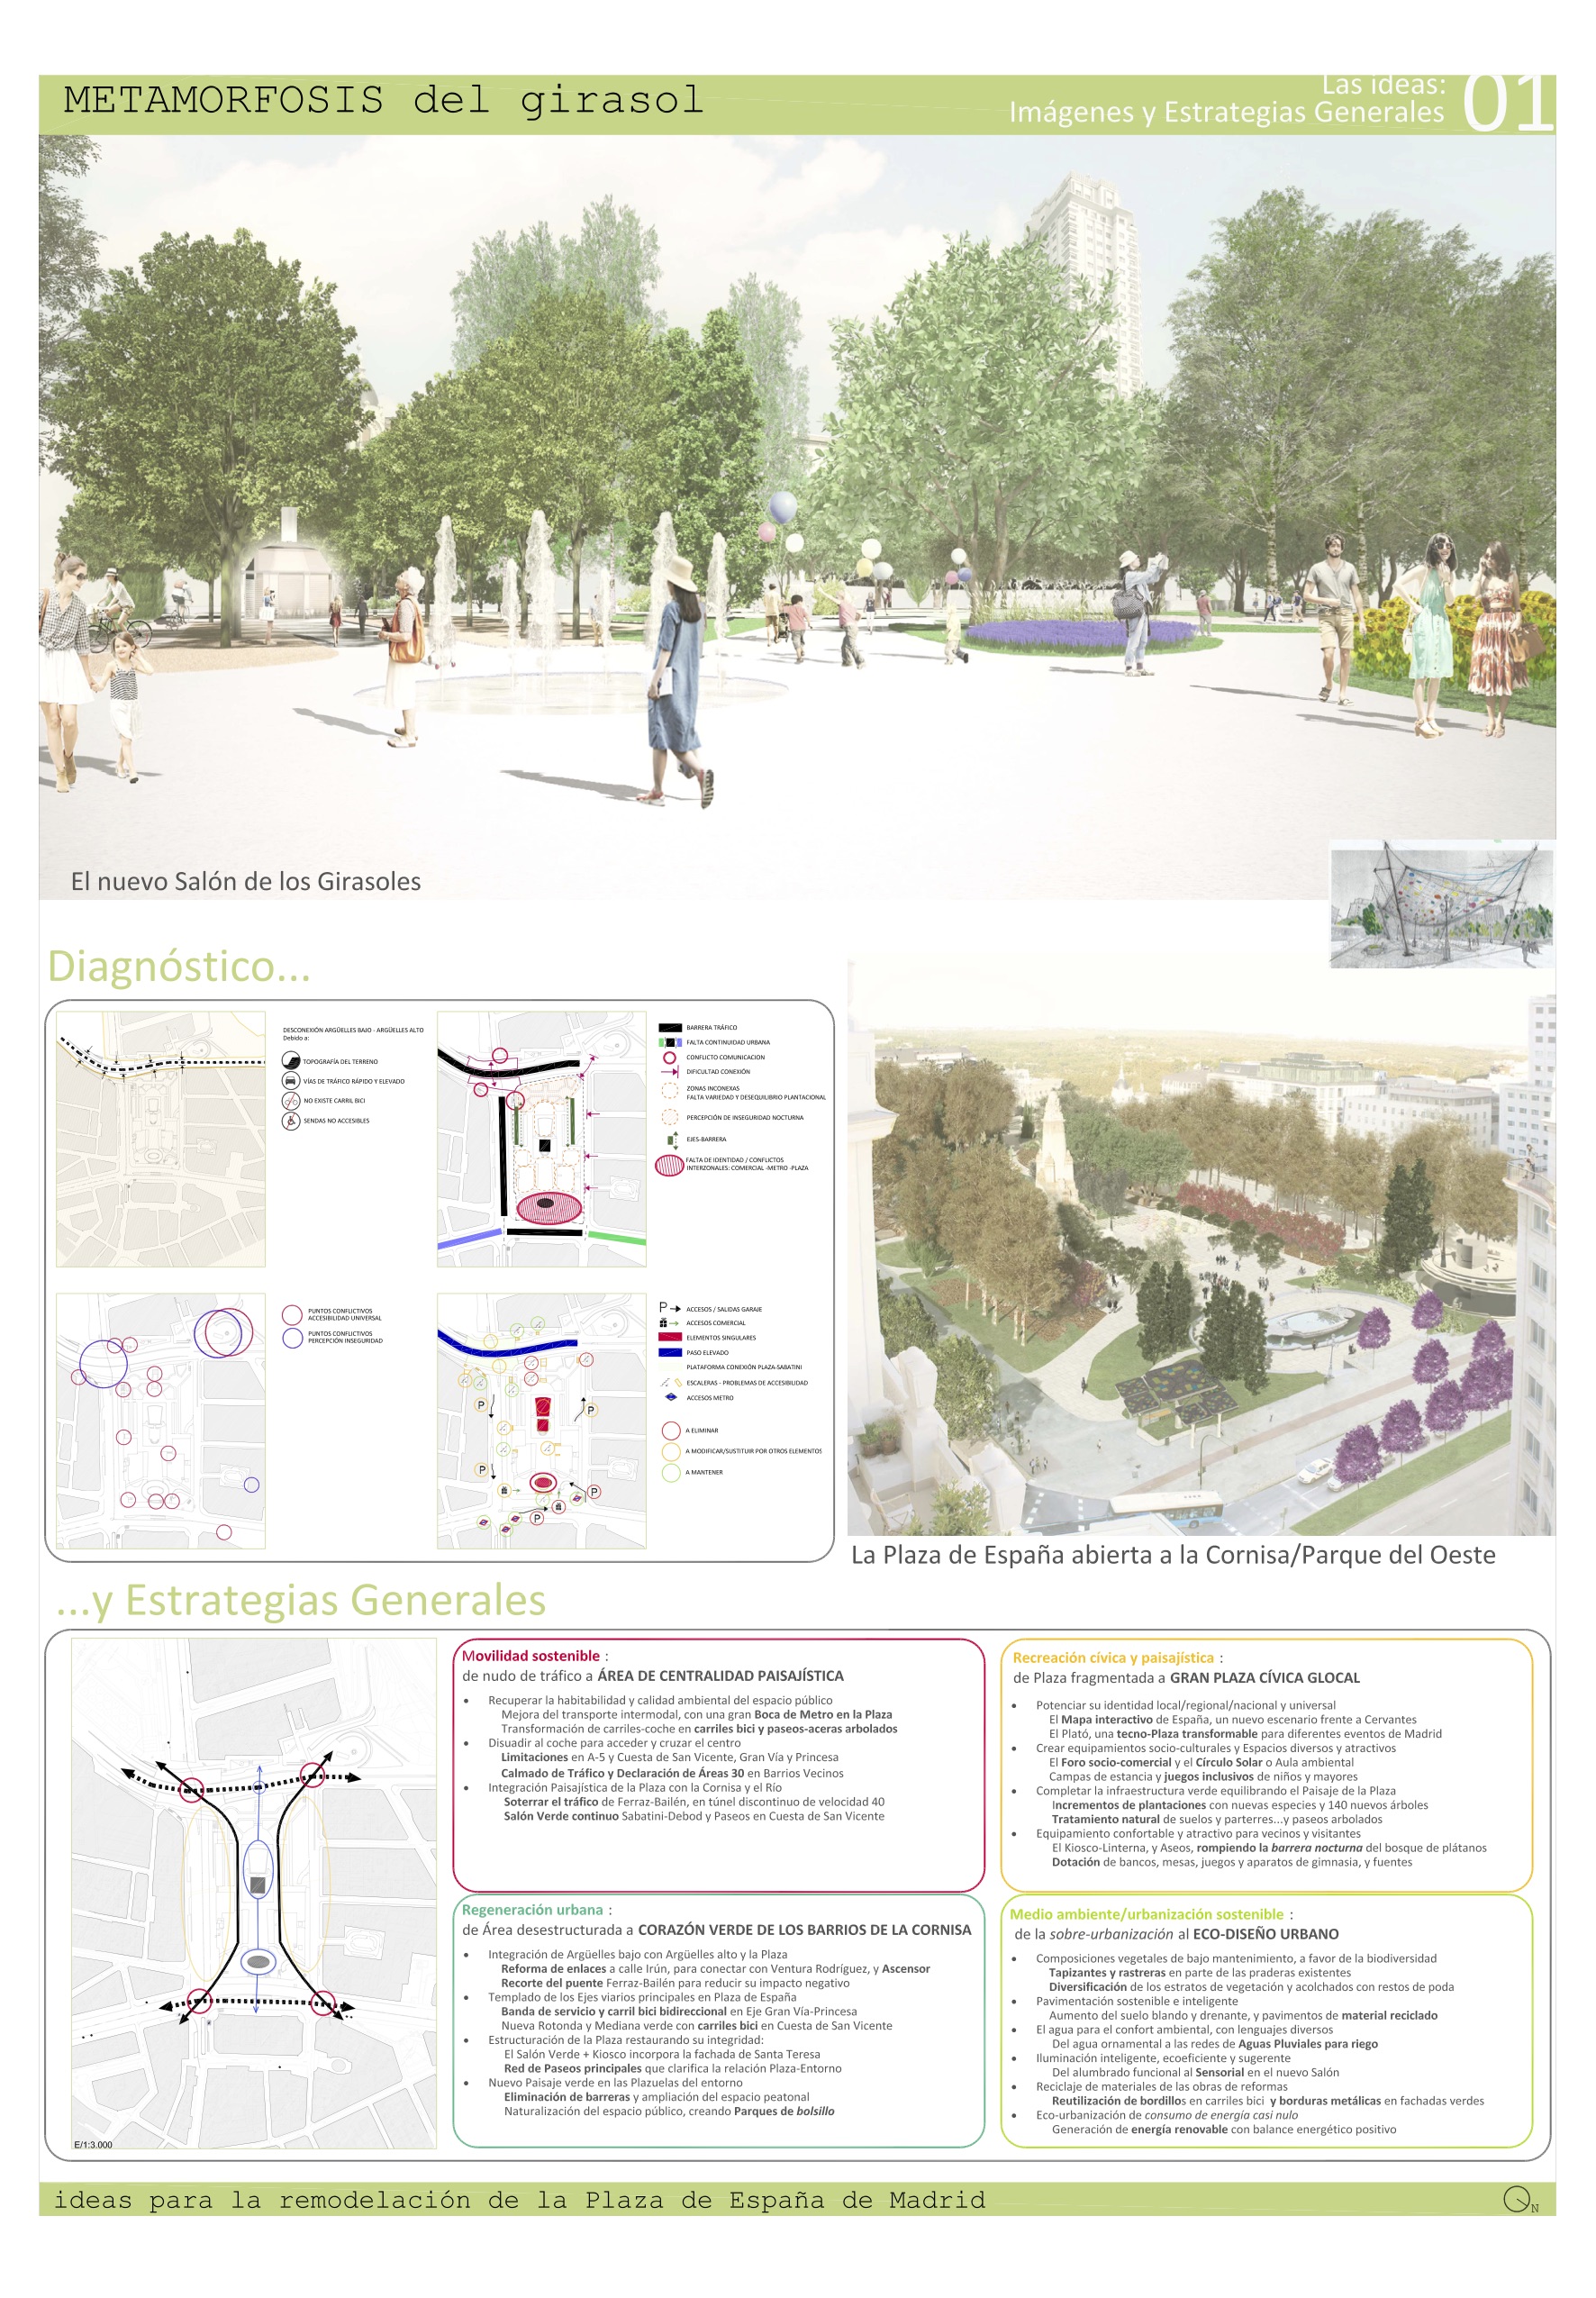 METAMORFOSIS del girasol
Las ideas:
Imágenes y Estrategias Generales
01
El nuevo Salón de los Girasoles
Diagnóstico...
DESCONEXIÓN ARGÜELLES BAJO - ARGÜELLES ALTO
Debido a:
TOPOGRAFÍA DEL TERRENO
VÍAS DE TRÁFICO RÁPIDO Y ELEVADO
NO EXISTE CARRIL BICI
SENDAS NO ACCESIBLES
BARRERA TRÁFICO
FALTA CONTINUIDAD URBANA
CONFLICTO COMUNICACION
DIFICULTAD CONEXIÓN
ZONAS INCONEXAS
FALTA VARIEDAD Y DESEQUILIBRIO PLANTACIONAL
PERCEPCIÓN DE INSEGURIDAD NOCTURNA
EJES-BARRERA
FALTA DE IDENTIDAD / CONFLICTOS
INTERZONALES: COMERCIAL -METRO -PLAZA
PUNTOS CONFLICTIVOS
ACCESIBILIDAD UNIVERSAL
PUNTOS CONFLICTIVOS
PERCEPCIÓN INSEGURIDAD
P
P
P
P
P
P ACCESOS / SALIDAS GARAJE
ACCESOS COMERCIAL
ELEMENTOS SINGULARES
PASO ELEVADO
PLATAFORMA CONEXIÓN PLAZA-SABATINI
ESCALERAS - PROBLEMAS DE ACCESIBILIDAD
ACCESOS METRO
A ELIMINAR
A MODIFICAR/SUSTITUIR POR OTROS ELEMENTOS
A MANTENER
La Plaza de España abierta a la Cornisa/Parque del Oeste
...y Estrategias Generales
E/1:3.000
Movilidad sostenible :
de nudo de tráfico a ÁREA DE CENTRALIDAD PAISAJÍSTICA
• Recuperar la habitabilidad y calidad ambiental del espacio público
Mejora del transporte intermodal, con una gran Boca de Metro en la Plaza
Transformación de carriles-coche en carriles bici y paseos-aceras arbolados
• Disuadir al coche para acceder y cruzar el centro
Limitaciones en A-5 y Cuesta de San Vicente, Gran Vía y Princesa
Calmado de Tráfico y Declaración de Áreas 30 en Barrios Vecinos
• Integración Paisajística de la Plaza con la Cornisa y el Río
Soterrar el tráfico de Ferraz-Bailén, en túnel discontinuo de velocidad 40
Salón Verde continuo Sabatini-Debod y Paseos en Cuesta de San Vicente
Recreación cívica y paisajística :
de Plaza fragmentada a GRAN PLAZA CÍVICA GLOCAL
• Potenciar su identidad local/regional/nacional y universal
El Mapa interactivo de España, un nuevo escenario frente a Cervantes
El Plató, una tecno-Plaza transformable para diferentes eventos de Madrid
• Crear equipamientos socio-culturales y Espacios diversos y atractivos
El Foro socio-comercial y el Círculo Solar o Aula ambiental
Campas de estancia y juegos inclusivos de niños y mayores
• Completar la infraestructura verde equilibrando el Paisaje de la Plaza
Incrementos de plantaciones con nuevas especies y 140 nuevos árboles
Tratamiento natural de suelos y parterres...y paseos arbolados
• Equipamiento confortable y atractivo para vecinos y visitantes
El Kiosco-Linterna, y Aseos, rompiendo la barrera nocturna del bosque de plátanos
Dotación de bancos, mesas, juegos y aparatos de gimnasia, y fuentes
Regeneración urbana :
de Área desestructurada a CORAZÓN VERDE DE LOS BARRIOS DE LA CORNISA
• Integración de Argüelles bajo con Argüelles alto y la Plaza
Reforma de enlaces a calle Irún, para conectar con Ventura Rodríguez, y Ascensor
Recorte del puente Ferraz-Bailén para reducir su impacto negativo
• Templado de los Ejes viarios principales en Plaza de España
Banda de servicio y carril bici bidireccional en Eje Gran Vía-Princesa
Nueva Rotonda y Mediana verde con carriles bici en Cuesta de San Vicente
• Estructuración de la Plaza restaurando su integridad:
El Salón Verde + Kiosco incorpora la fachada de Santa Teresa
Red de Paseos principales que clarifica la relación Plaza-Entorno
• Nuevo Paisaje verde en las Plazuelas del entorno
Eliminación de barreras y ampliación del espacio peatonal
Naturalización del espacio público, creando Parques de bolsillo
Medio ambiente/urbanización sostenible :
de la sobre-urbanización al ECO-DISEÑO URBANO
• Composiciones vegetales de bajo mantenimiento, a favor de la biodiversidad
Tapizantes y rastreras en parte de las praderas existentes
Diversificación de los estratos de vegetación y acolchados con restos de poda
• Pavimentación sostenible e inteligente
Aumento del suelo blando y drenante, y pavimentos de material reciclado
• El agua para el confort ambiental, con lenguajes diversos
Del agua ornamental a las redes de Aguas Pluviales para riego
• Iluminación inteligente, ecoeficiente y sugerente
Del alumbrado funcional al Sensorial en el nuevo Salón
• Reciclaje de materiales de las obras de reformas
Reutilización de bordillos en carriles bici y borduras metálicas en fachadas verdes
• Eco-urbanización de consumo de energía casi nulo
Generación de energía renovable con balance energético positivo
ideas para la remodelación de la Plaza de España de Madrid
N